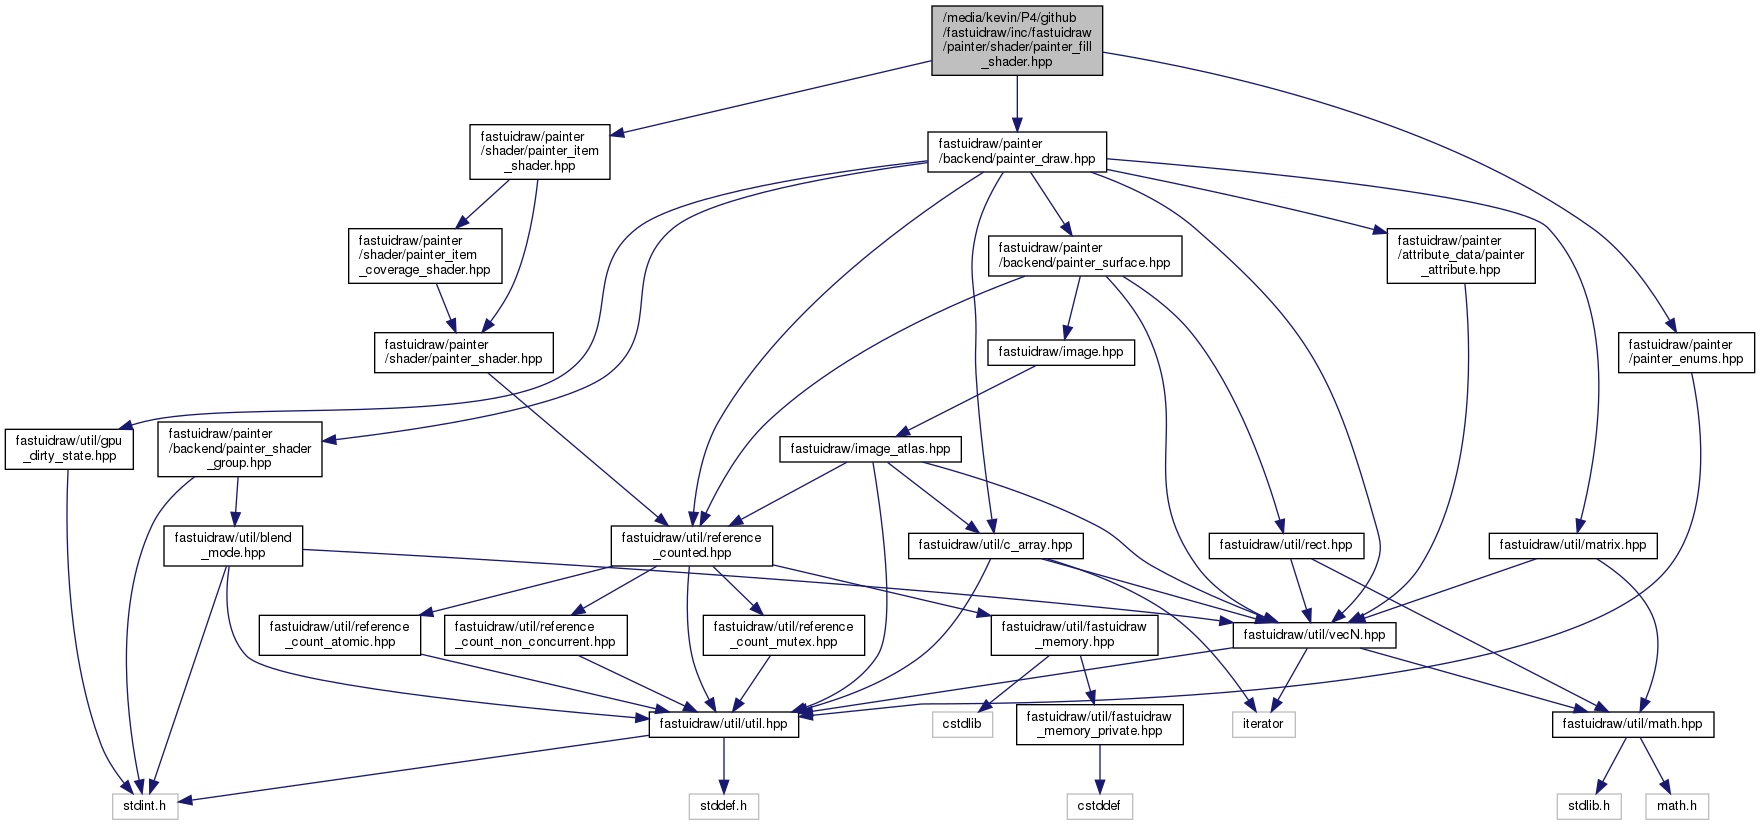 /media/kevin/P4/github
/fastuidraw/inc/fastuidraw
/painter/shader/painter_fill
_shader.hpp
fastuidraw/painter
/shader/painter_item
_shader.hpp
fastuidraw/painter
/backend/painter_draw.hpp
fastuidraw/painter
/shader/painter_item
_coverage_shader.hpp
fastuidraw/painter
/backend/painter_surface.hpp
fastuidraw/painter
/attribute_data/painter
_attribute.hpp
fastuidraw/painter
/shader/painter_shader.hpp
fastuidraw/image.hpp
fastuidraw/painter
/painter_enums.hpp
fastuidraw/util/gpu
_dirty_state.hpp
fastuidraw/painter
/backend/painter_shader
_group.hpp
fastuidraw/image_atlas.hpp
fastuidraw/util/blend
_mode.hpp
fastuidraw/util/reference
_counted.hpp
fastuidraw/util/c_array.hpp
fastuidraw/util/rect.hpp
fastuidraw/util/matrix.hpp
fastuidraw/util/reference
_count_atomic.hpp
fastuidraw/util/reference
_count_non_concurrent.hpp
fastuidraw/util/reference
_count_mutex.hpp
fastuidraw/util/fastuidraw
_memory.hpp
fastuidraw/util/vecN.hpp
fastuidraw/util/util.hpp
cstdlib
fastuidraw/util/fastuidraw
_memory_private.hpp
iterator
fastuidraw/util/math.hpp
stdint.h
stddef.h
cstddef
stdlib.h
math.h